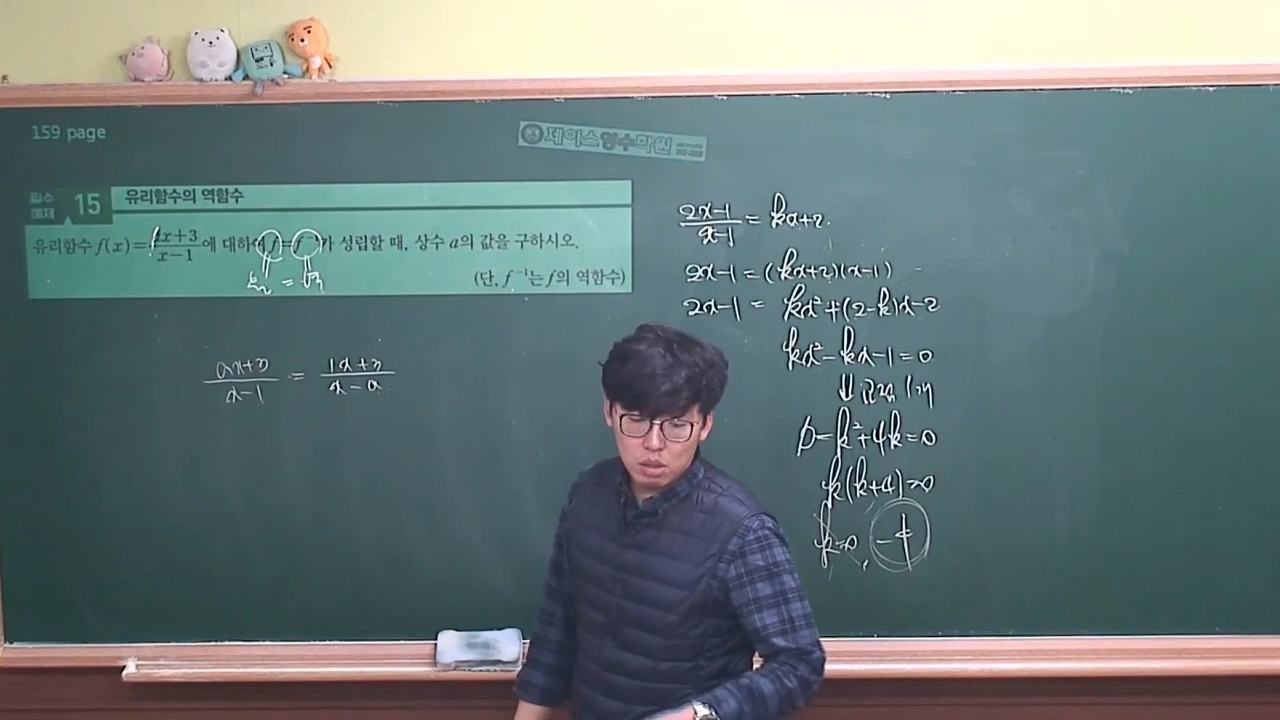 159 page
제이스영수학원
필수 예제 15 유리함수의 역함수
유리함수 f(x)=ax+3/x−1에 대하여 f=f⁻¹가 성립할 때, 상수 a의 값을 구하시오.
(단, f⁻¹는 f의 역함수)
ax+3/x−1 = 1x+3/x−a
2x−1/x−1 = kx+2.
2x−1=(kx+2)(x−1)
2x−1 = kx²+(2−k)x−2
kx²−kx−1=0
D=k²+4k=0
k(k+4)=0
k=0, −4